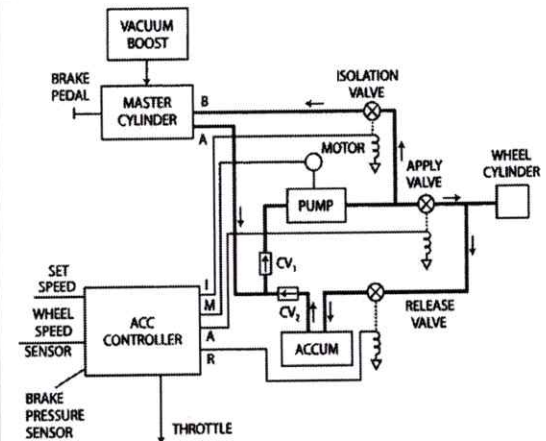 VACUUM
BOOST
BRAKE
PEDAL
MASTER
CYLINDER
B
A
ISOLATION
VALVE
MOTOR
APPLY
VALVE
WHEEL
CYLINDER
PUMP
CV₁
SET
SPEED
WHEEL
SPEED
SENSOR
BRAKE
PRESSURE
SENSOR
ACC
CONTROLLER
I
M
A
R
CV₂
ACCUM
RELEASE
VALVE
THROTTLE